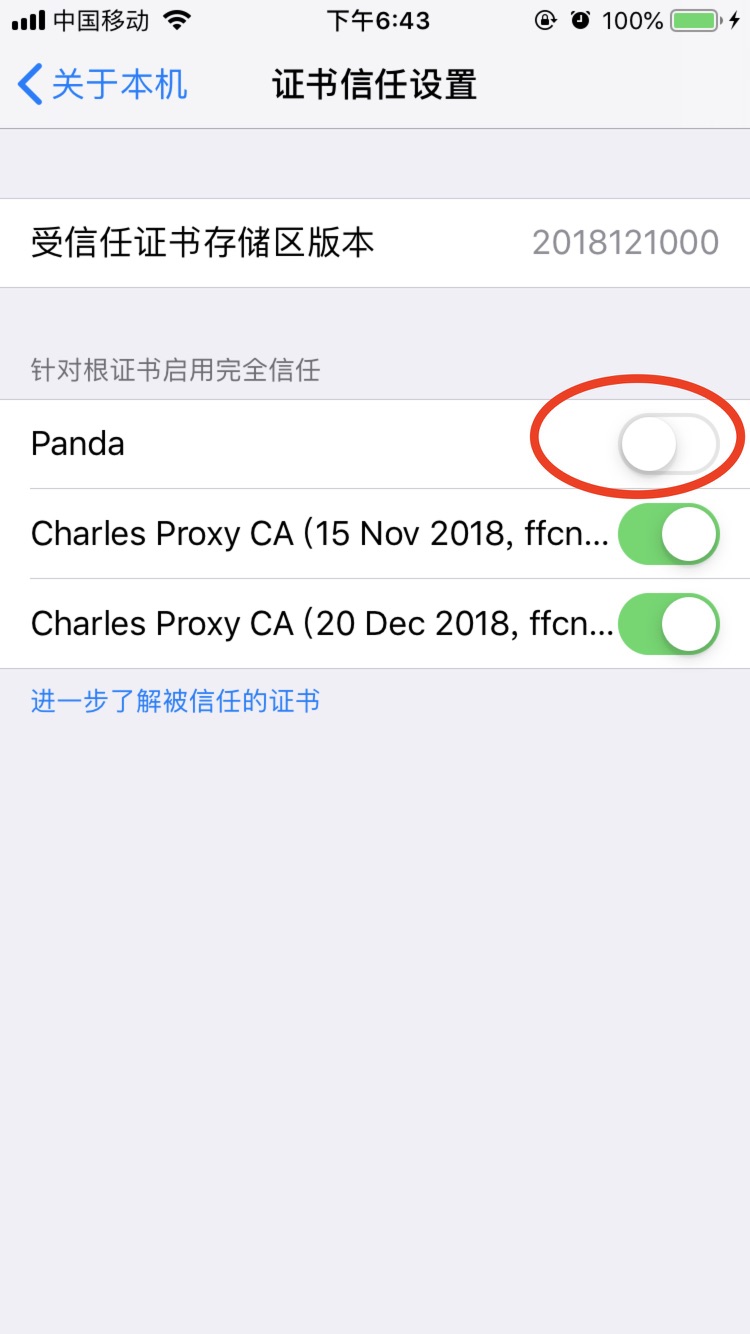 中国移动 下午6:43 100%
关于本机 证书信任设置
受信任证书存储区版本 2018121000
针对根证书启用完全信任
Panda
Charles Proxy CA (15 Nov 2018, ffcn...
Charles Proxy CA (20 Dec 2018, ffcn...
进一步了解被信任的证书